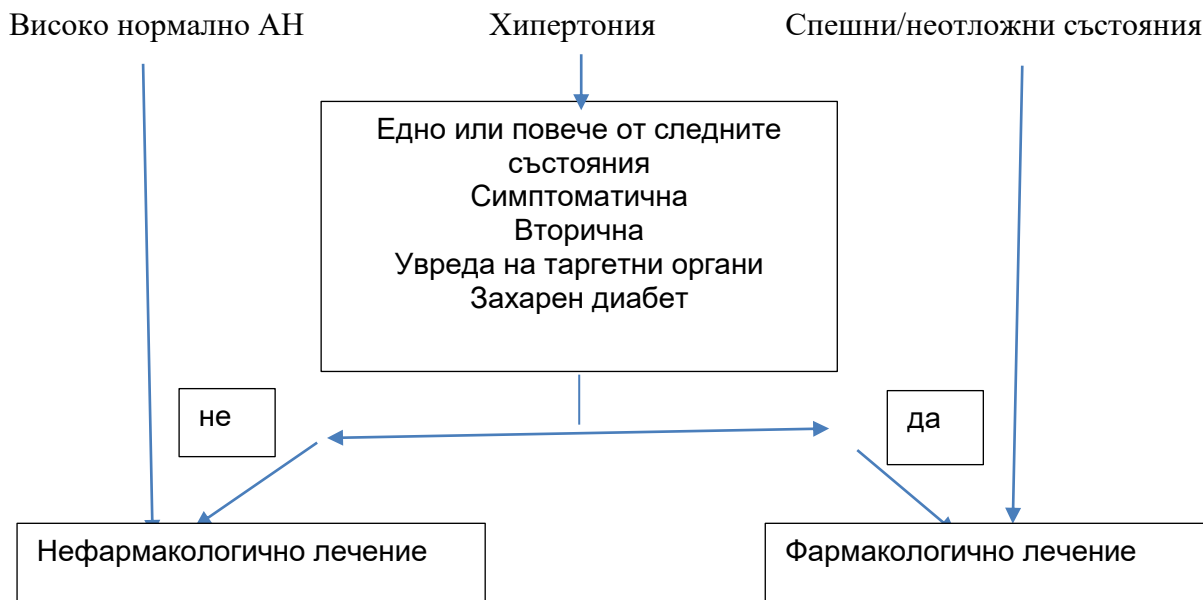 Високо нормално АН
Хипертония
Спешни/неотложни състояния
Едно или повече от следните
състояния
Симптоматична
Вторична
Увреда на таргетни органи
Захарен диабет
не
да
Нефармакологично лечение
Фармакологично лечение